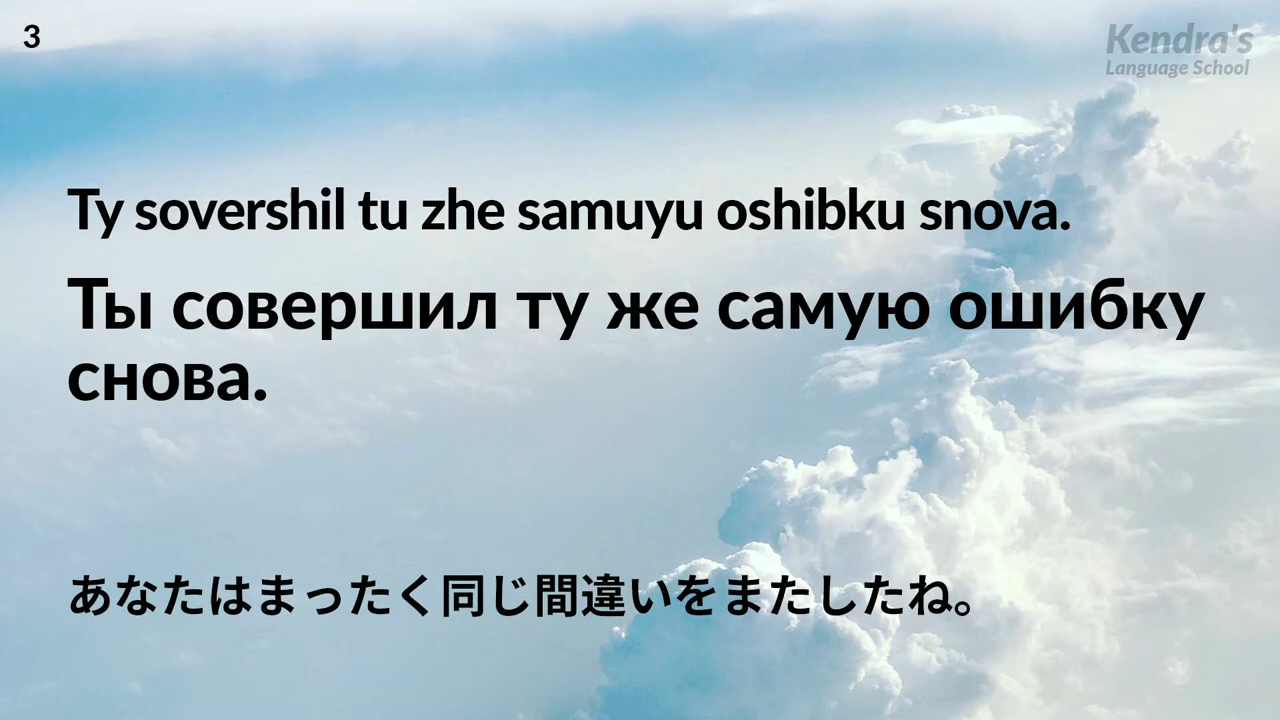 3
Kendra's
Language School
Ty sovershil tu zhe samuyu oshibku snova.
Ты совершил ту же самую ошибку
снова.
あなたはまったく同じ間違いをまたしたね。